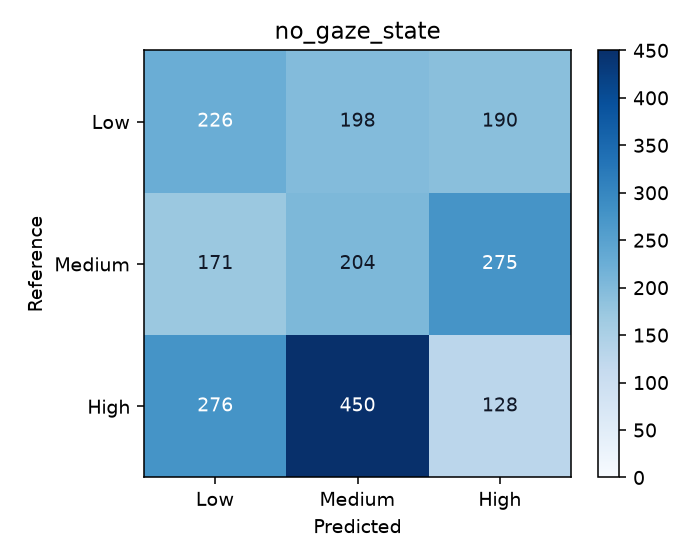 no_gaze_state
Low 226 198 190
Medium 171 204 275
High 276 450 128
Low Medium High
Predicted
Reference
450
400
350
300
250
200
150
100
50
0